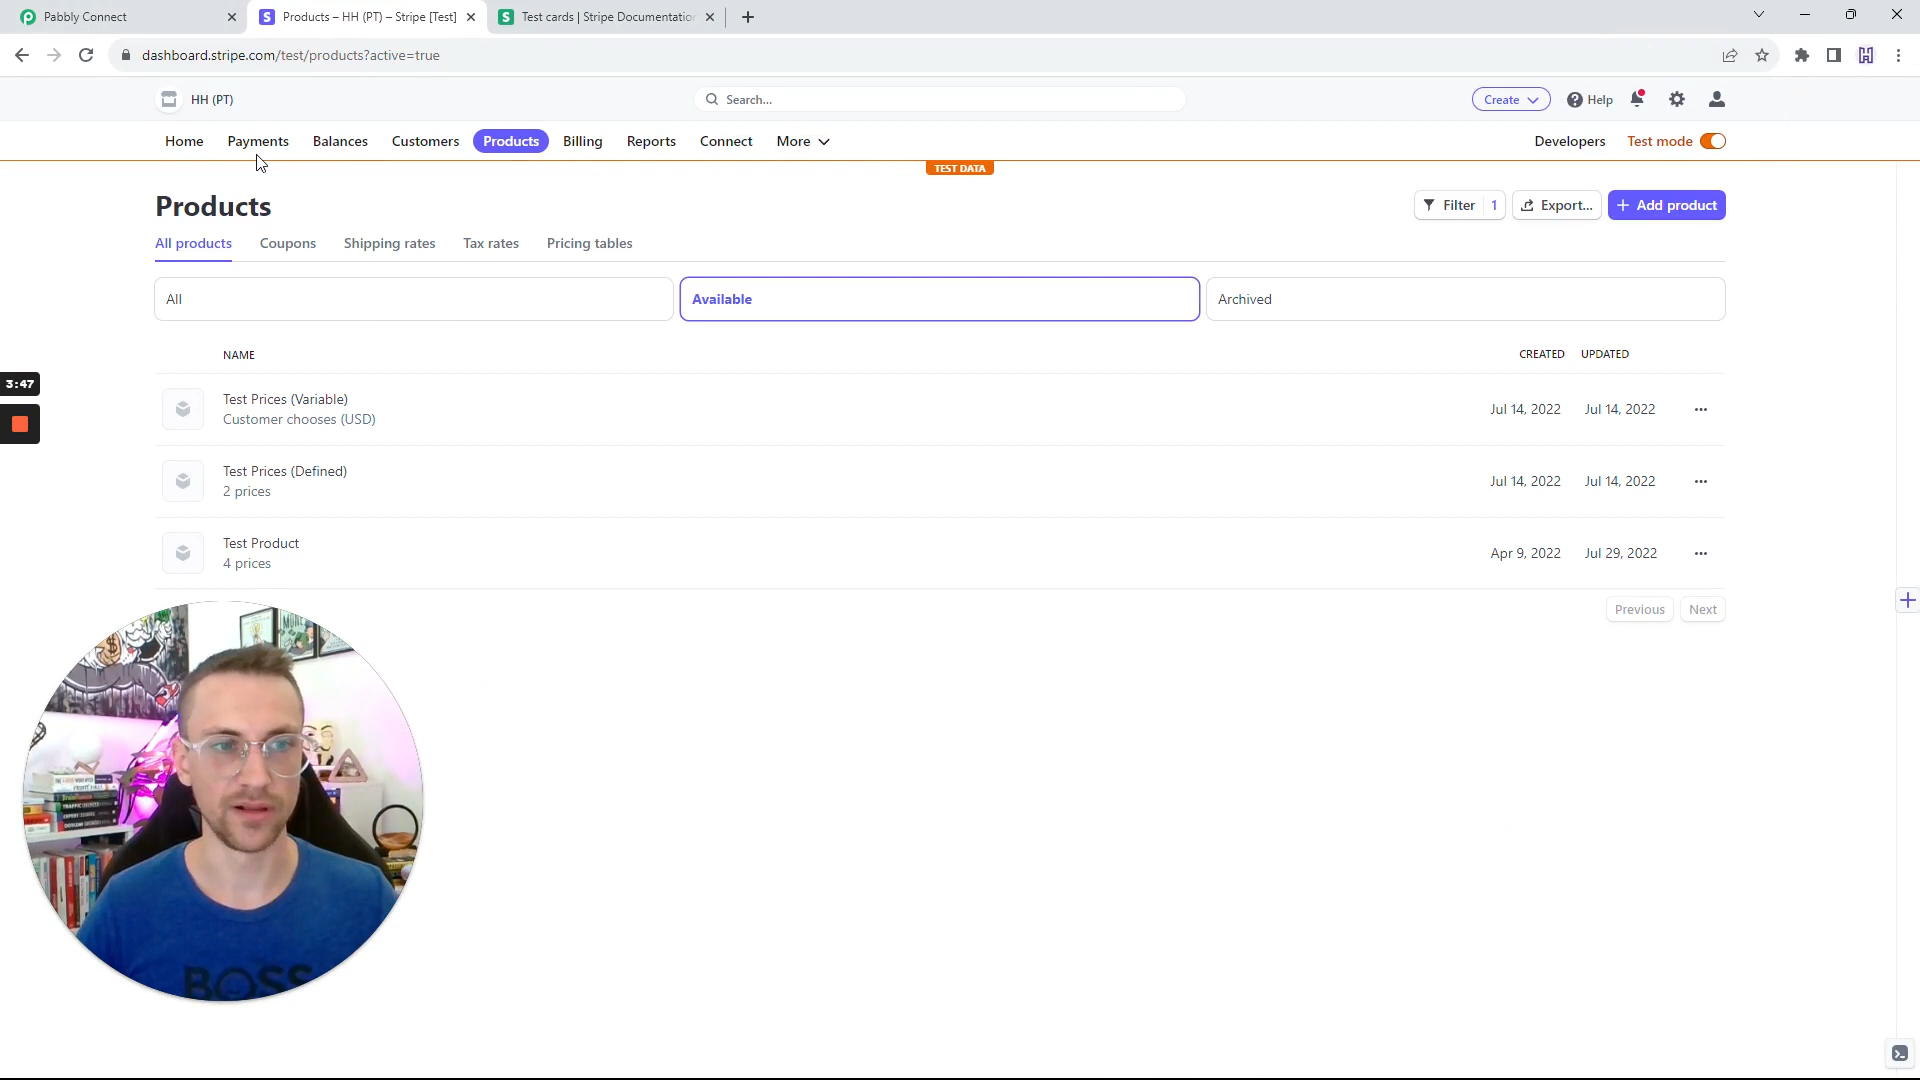 Pabbly Connect
Products – HH (PT) – Stripe [Test]
Test cards | Stripe Documentation
dashboard.stripe.com/test/products?active=true
HH (PT)
Search...
Create
Help
Home
Payments
Balances
Customers
Products
Billing
Reports
Connect
More
Developers
Test mode
TEST DATA
Products
Filter 1
Export...
Add product
All products
Coupons
Shipping rates
Tax rates
Pricing tables
All
Available
Archived
NAME
CREATED
UPDATED
3:47
Test Prices (Variable)
Customer chooses (USD)
Jul 14, 2022
Jul 14, 2022
Test Prices (Defined)
2 prices
Jul 14, 2022
Jul 14, 2022
Test Product
4 prices
Apr 9, 2022
Jul 29, 2022
Previous
Next
BOSS